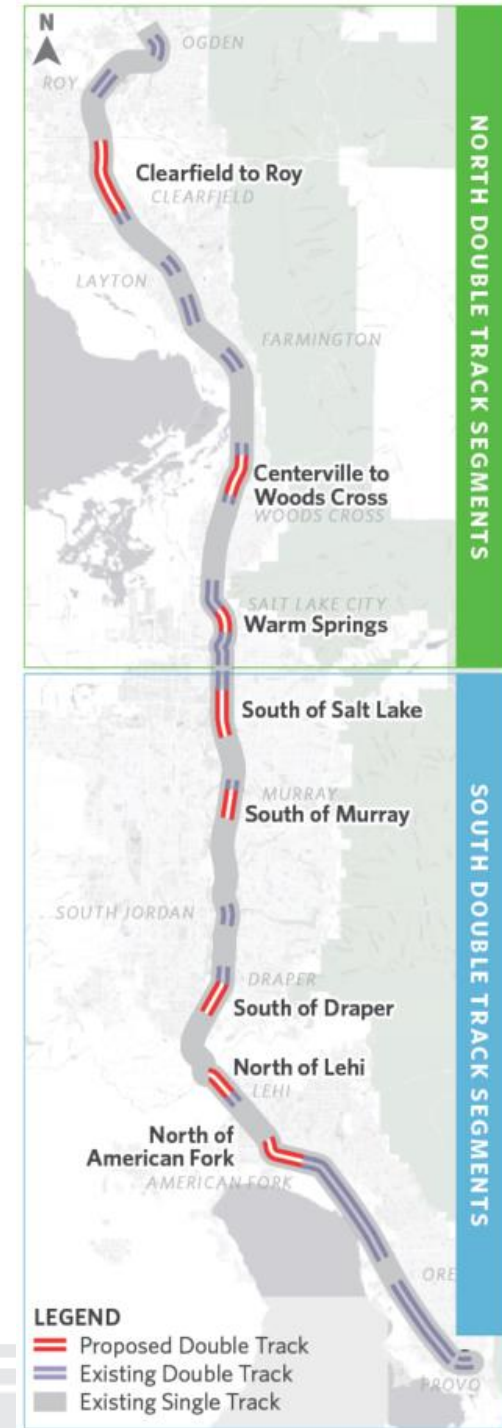 N
OGDEN
ROY
Clearfield to Roy
CLEARFIELD
LAYTON
FARMINGTON
Centerville to
Woods Cross
WOODS CROSS
SALT LAKE CITY
Warm Springs
NORTH DOUBLE TRACK SEGMENTS
South of Salt Lake
MURRAY
South of Murray
SOUTH JORDAN
DRAPER
South of Draper
North of Lehi
LEHI
North of
American Fork
AMERICAN FORK
ORE
PROVO
SOUTH DOUBLE TRACK SEGMENTS
LEGEND
Proposed Double Track
Existing Double Track
Existing Single Track